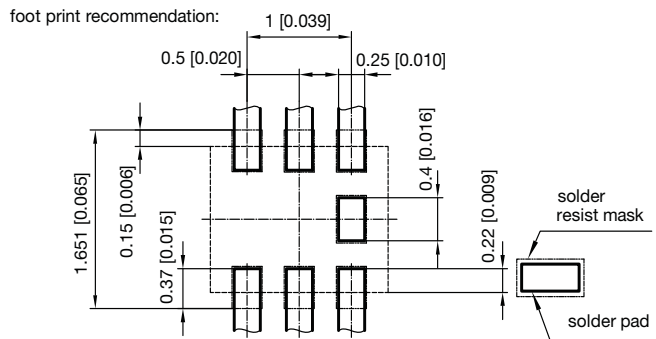 foot print recommendation:
1 [0.039]
0.5 [0.020]
0.25 [0.010]
1.651 [0.065]
0.15 [0.006]
0.37 [0.015]
0.4 [0.016]
0.22 [0.009]
solder
resist mask
solder pad